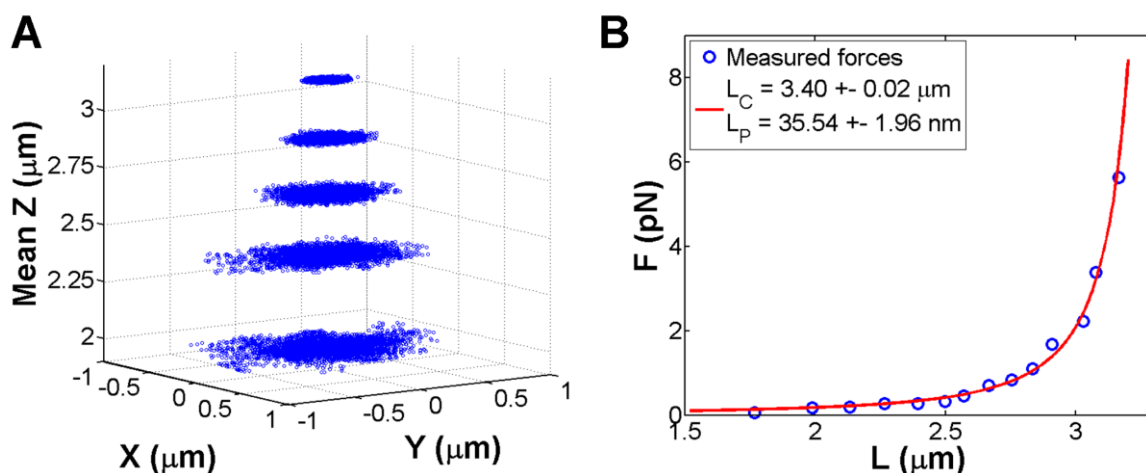 A
Mean Z (μm)
3
2.75
2.5
2.25
2
-1
-0.5
0
0.5
1
X (μm)
-1
-0.5
0
0.5
1
Y (μm)
B
F (pN)
8
6
4
2
0
Measured forces
L_C = 3.40 +- 0.02 μm
L_P = 35.54 +- 1.96 nm
1.5
2
2.5
3
L (μm)